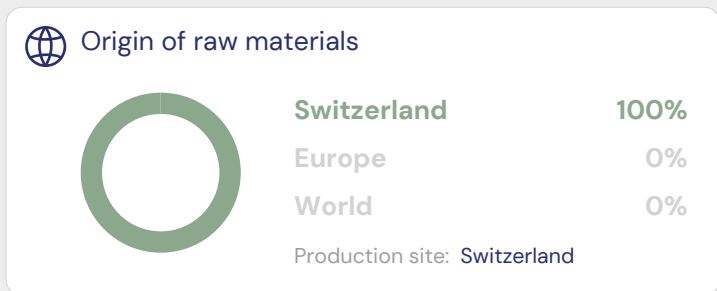 Origin of raw materials
Switzerland 100%
Europe 0%
World 0%
Production site: Switzerland